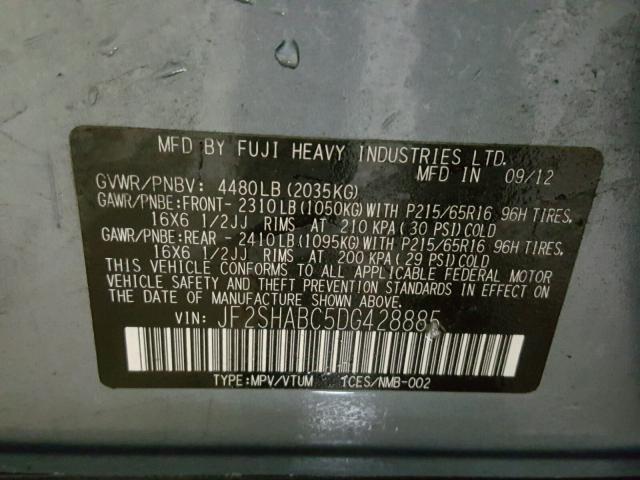 MFD BY FUJI HEAVY INDUSTRIES LTD.
MFD IN 09/12
GVWR/PNBV: 4480LB(2035KG)
GAWR/PNBE:FRONT- 2310LB(1050KG)WITH P215/65R16 96H TIRES,
16X6 1/2JJ RIMS AT 210 KPA(30 PSI)COLD
GAWR/PNBE:REAR - 2410LB(1095KG)WITH P215/65R16 96H TIRES,
16X6 1/2JJ RIMS AT 200 KPA(29 PSI)COLD
THIS VEHICLE CONFORMS TO ALL APPLICABLE FEDERAL MOTOR
VEHICLE SAFETY AND THEFT PREVENTION STANDARDS IN EFFECT
ON THE DATE OF MANUFACTURE SHOWN ABOVE.
VIN: JF2SHABC5DG428885
TYPE:MPV/VTUM 1CES/NMB-002